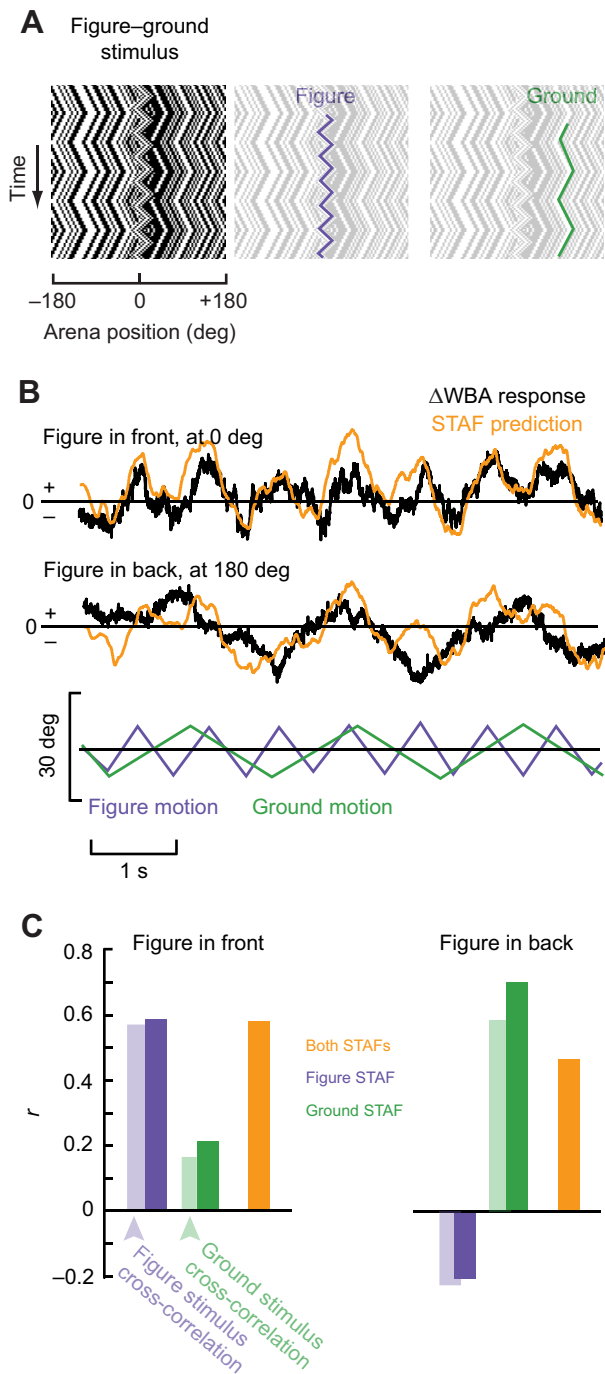 A
Figure–ground
stimulus
Figure
Ground
Time
–180
0
+180
Arena position (deg)
B
ΔWBA response
STAF prediction
Figure in front, at 0 deg
+
0
–
Figure in back, at 180 deg
+
0
–
30 deg
Figure motion
Ground motion
1 s
C
Figure in front
Figure in back
0.8
0.6
0.4
0.2
0
–0.2
r
Both STAFs
Figure STAF
Ground STAF
Figure stimulus
cross-correlation
Ground stimulus
cross-correlation